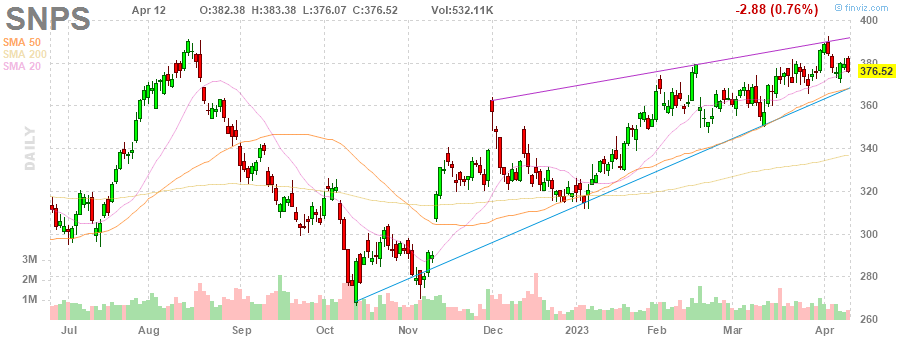 SNPS Apr 12 O:382.38 H:383.38 L:376.07 C:376.52 Vol:532.11K -2.88 (0.76%) © finviz.com
SMA 50
SMA 200
SMA 20
DAILY
400
380
376.52
360
340
320
300
280
260
3M
2M
1M
Jul Aug Sep Oct Nov Dec 2023 Feb Mar Apr